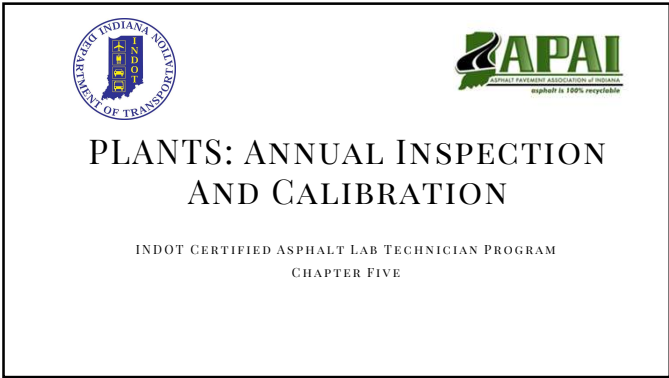 INDIANA
DEPARTMENT OF TRANSPORTATION
INDOT
APAI
ASPHALT PAVEMENT ASSOCIATION of INDIANA
asphalt is 100% recyclable
PLANTS: Annual Inspection
And Calibration
INDOT Certified Asphalt Lab Technician Program
Chapter Five